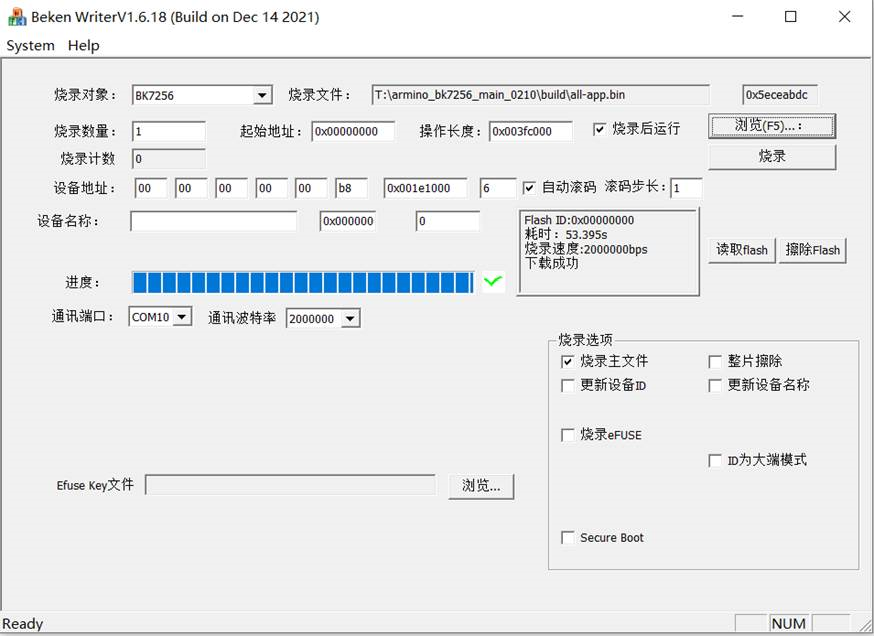 Beken WriterV1.6.18 (Build on Dec 14 2021)
System Help
烧录对象： BK7256 烧录文件： T:\armino_bk7256_main_0210\build\all-app.bin 0x5eceabdc
烧录数量： 1 起始地址： 0x00000000 操作长度： 0x003fc000 烧录后运行 浏览(F5)...：
烧录计数 0 烧录
设备地址： 00 00 00 00 00 b8 0x001e1000 6 自动滚码 滚码步长： 1
设备名称： 0x000000 0
Flash ID:0x00000000
耗时：53.395s
烧录速度:2000000bps
下载成功
读取flash 擦除Flash
进度：
通讯端口： COM10 通讯波特率 2000000
烧录选项
烧录主文件 整片擦除
更新设备ID 更新设备名称
烧录eFUSE
ID为大端模式
Efuse Key文件 浏览...
Secure Boot
Ready NUM